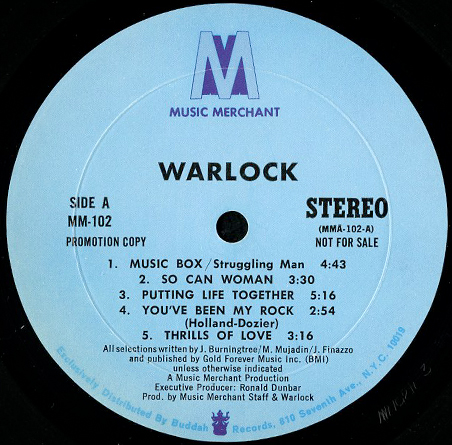 M
MUSIC MERCHANT
WARLOCK
SIDE A
MM-102
PROMOTION COPY
STEREO
(MMA-102-A)
NOT FOR SALE
1. MUSIC BOX/Struggling Man 4:43
2. SO CAN WOMAN 3:30
3. PUTTING LIFE TOGETHER 5:16
4. YOU'VE BEEN MY ROCK 2:54
(Holland-Dozier)
5. THRILLS OF LOVE 3:16
All selections written by J. Burningtree/M. Mujadin/J. Finazzo
and published by Gold Forever Music Inc. (BMI)
unless otherwise indicated
A Music Merchant Production
Executive Producer: Ronald Dunbar
Prod. by Music Merchant Staff & Warlock
Exclusively Distributed By Buddah Records, 810 Seventh Ave., N.Y.C. 10019